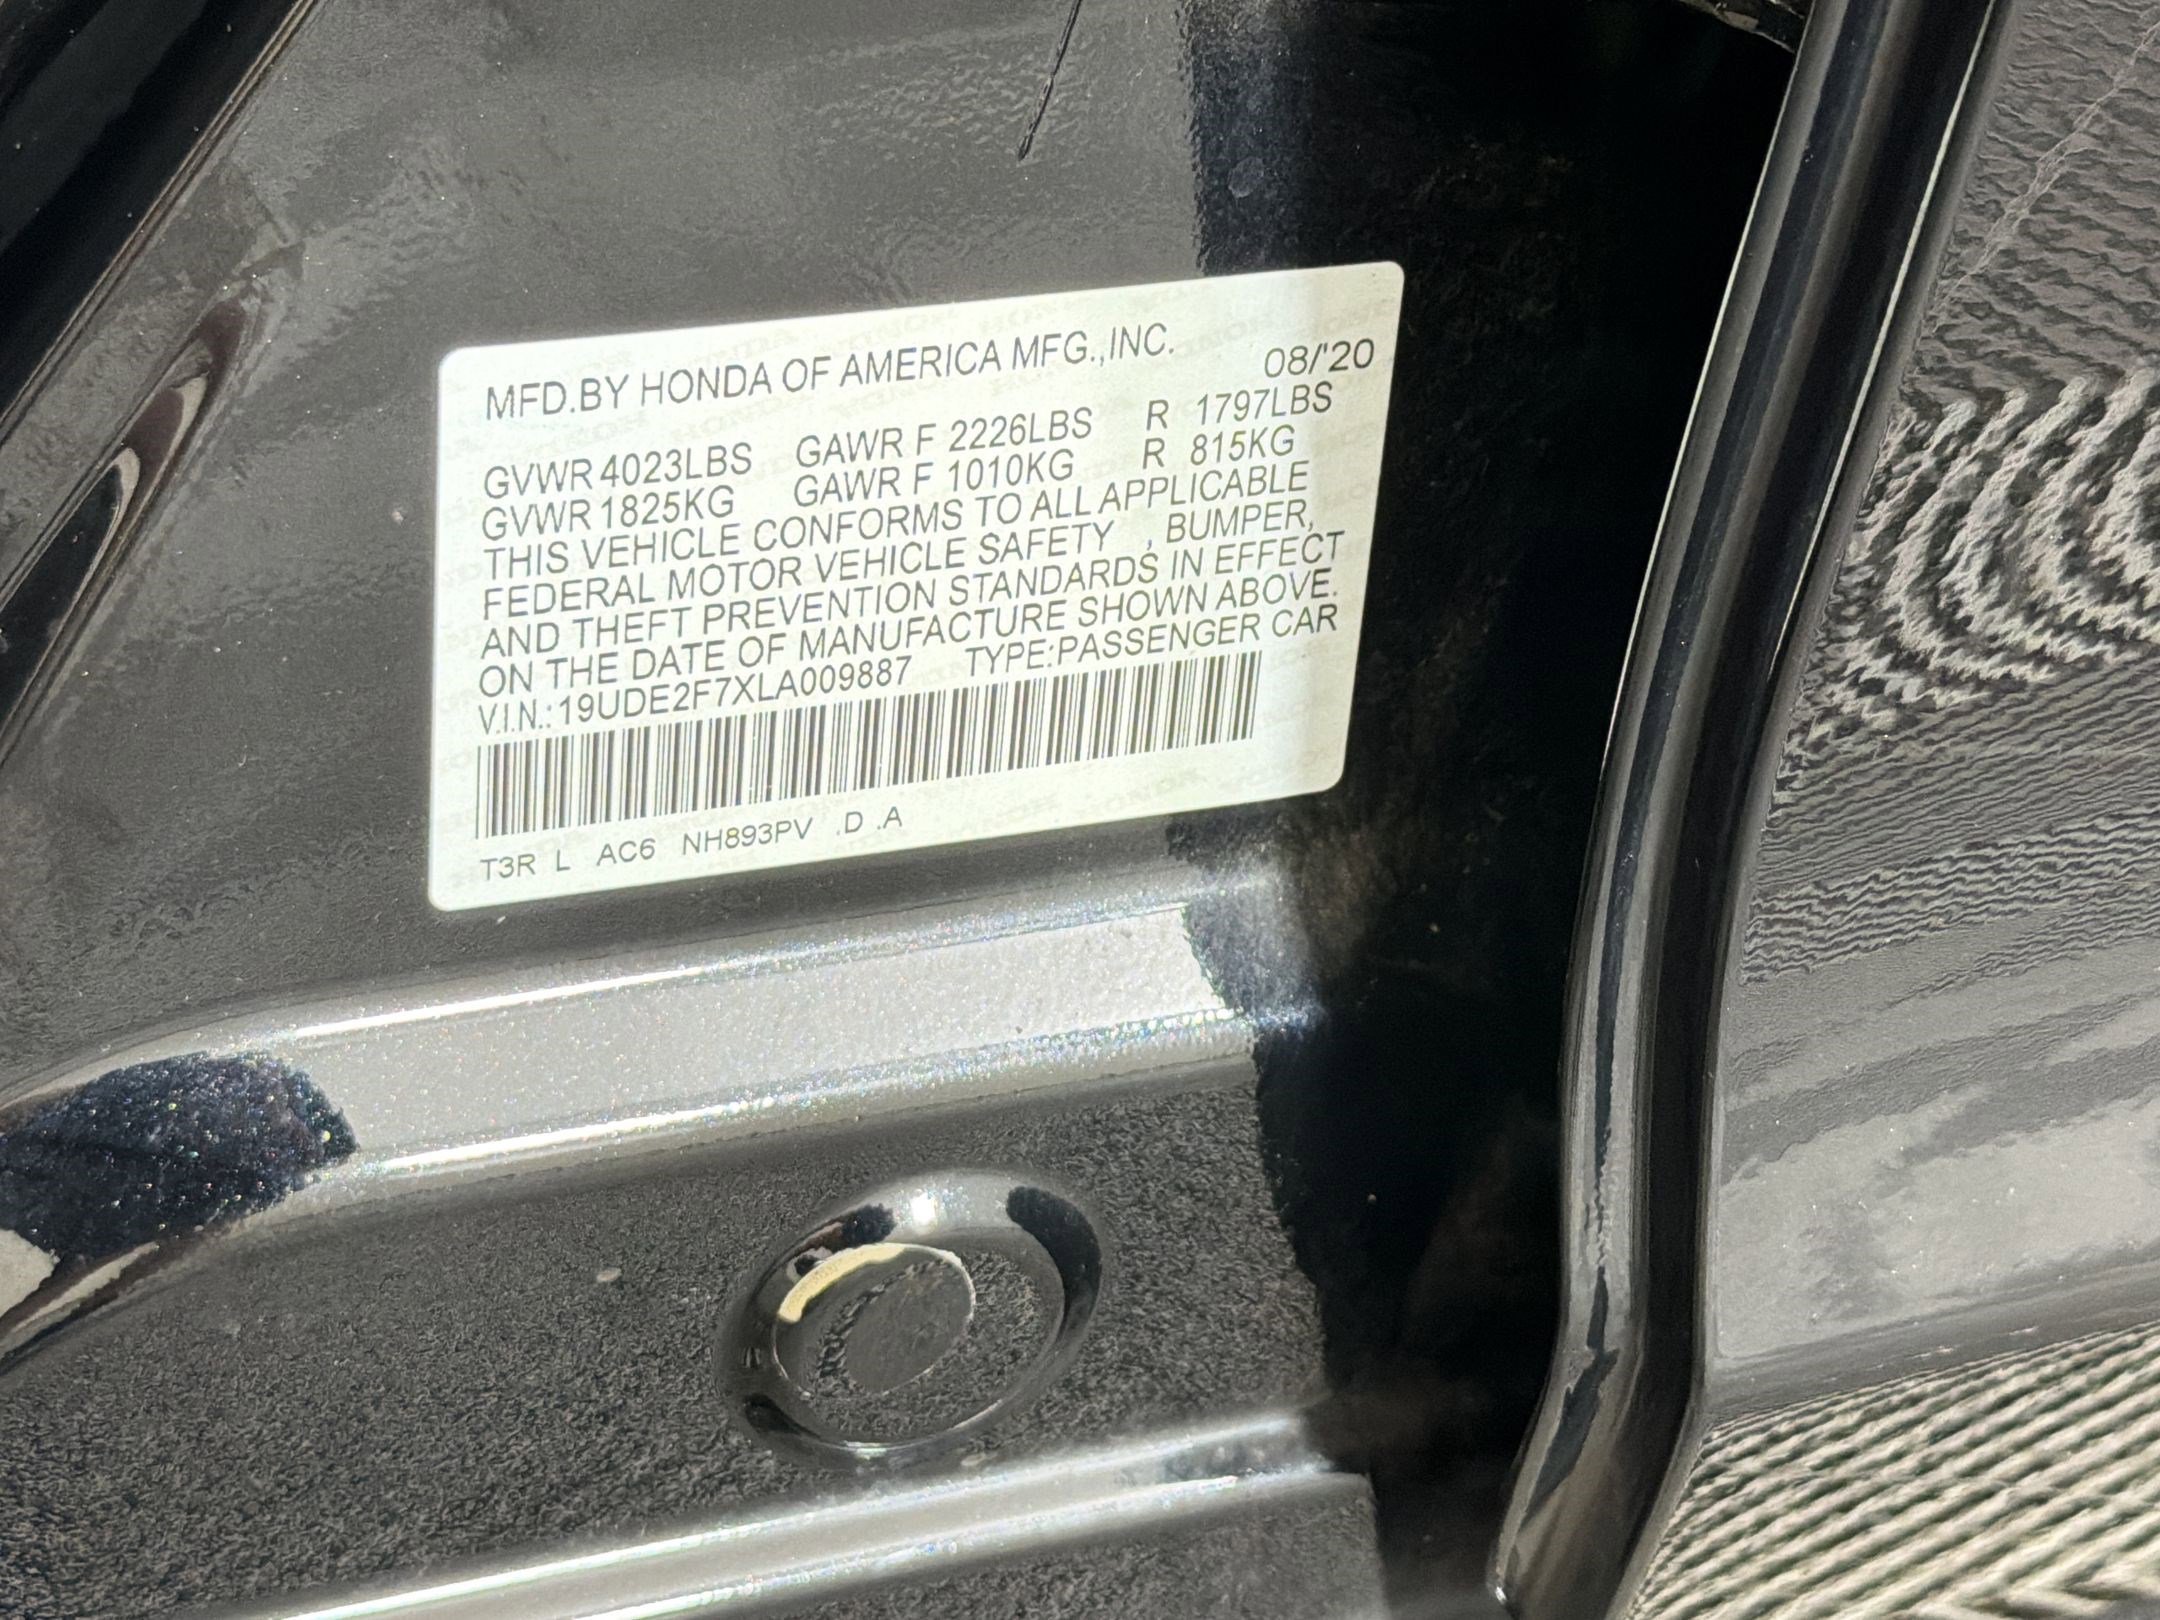 MFD.BY HONDA OF AMERICA MFG.,INC. 08/'20
GVWR 4023LBS GAWR F 2226LBS R 1797LBS
GVWR 1825KG GAWR F 1010KG R 815KG
THIS VEHICLE CONFORMS TO ALL APPLICABLE
FEDERAL MOTOR VEHICLE SAFETY , BUMPER,
AND THEFT PREVENTION STANDARDS IN EFFECT
ON THE DATE OF MANUFACTURE SHOWN ABOVE.
V.I.N.: 19UDE2F7XLA009887 TYPE:PASSENGER CAR
T3R L AC6 NH893PV .D .A